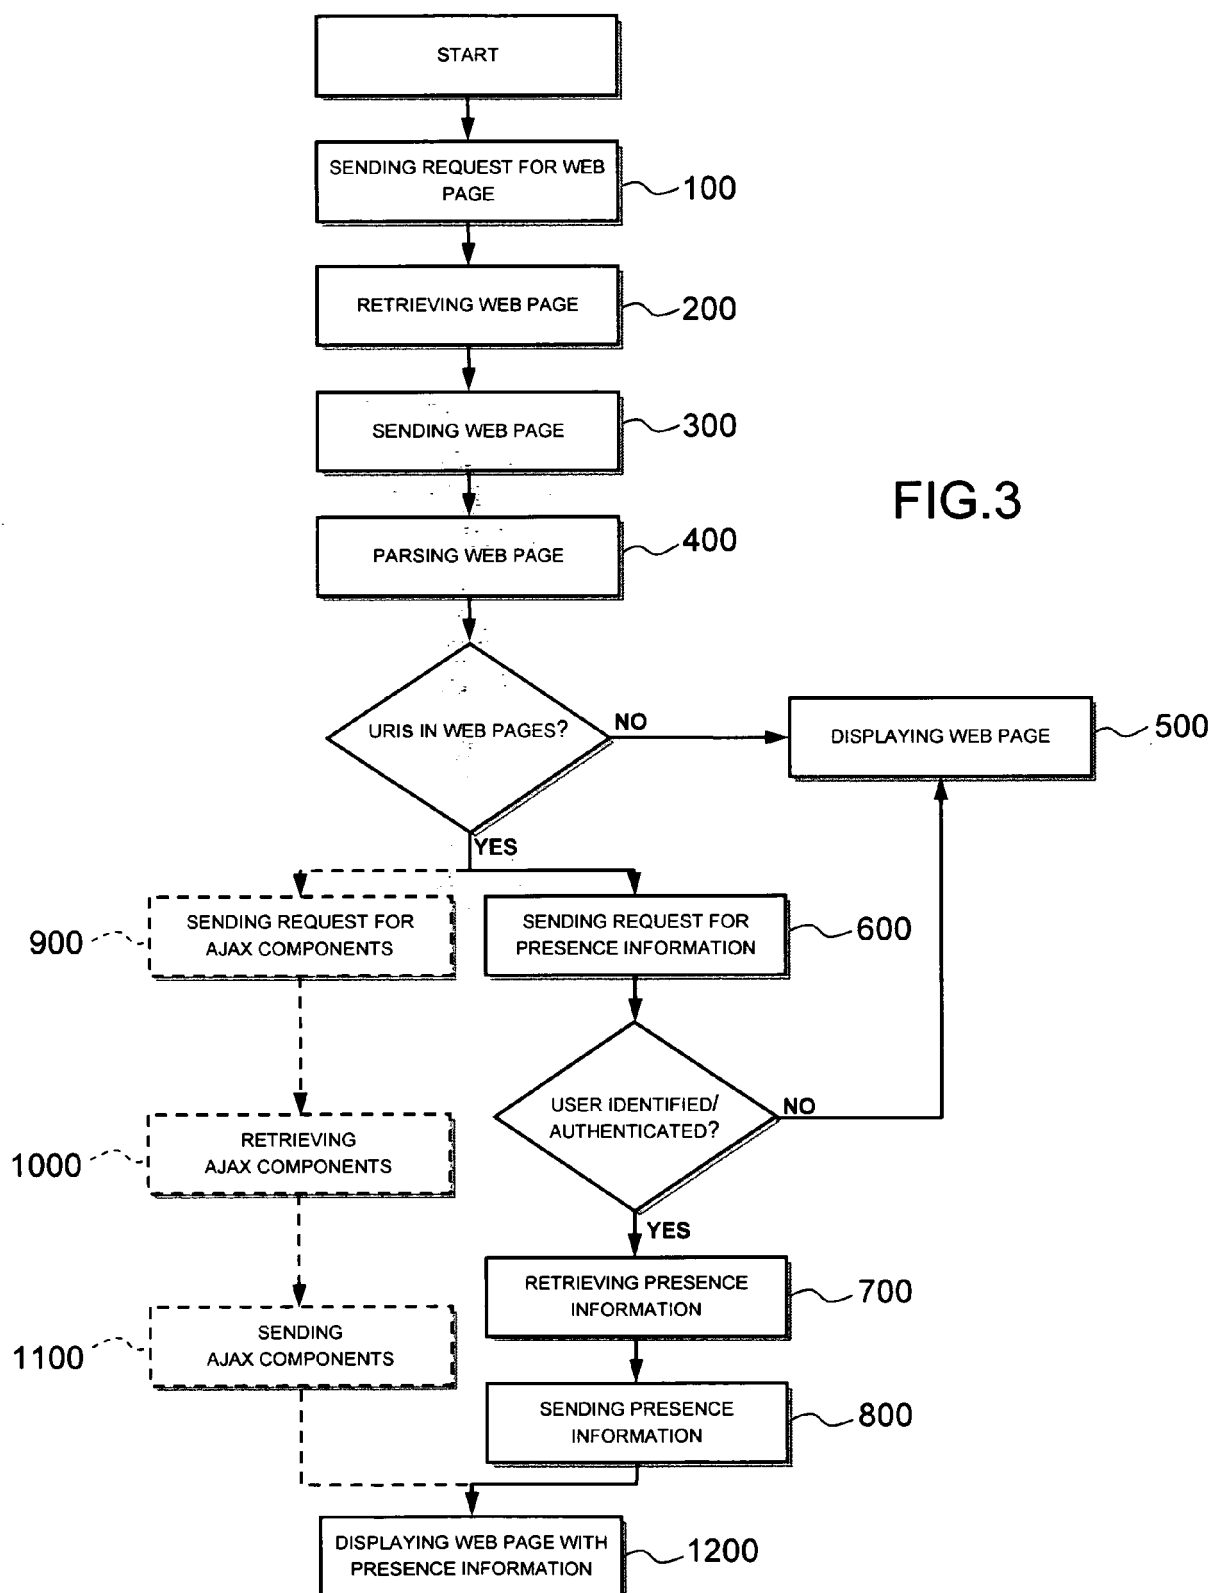 START
SENDING REQUEST FOR WEB
PAGE
100
RETRIEVING WEB PAGE
200
SENDING WEB PAGE
300
FIG.3
PARSING WEB PAGE
400
URIS IN WEB PAGES?
NO
DISPLAYING WEB PAGE
500
YES
900
SENDING REQUEST FOR
AJAX COMPONENTS
SENDING REQUEST FOR
PRESENCE INFORMATION
600
USER IDENTIFIED/
AUTHENTICATED?
NO
1000
RETRIEVING
AJAX COMPONENTS
YES
RETRIEVING PRESENCE
INFORMATION
700
1100
SENDING
AJAX COMPONENTS
SENDING PRESENCE
INFORMATION
800
DISPLAYING WEB PAGE WITH
PRESENCE INFORMATION
1200